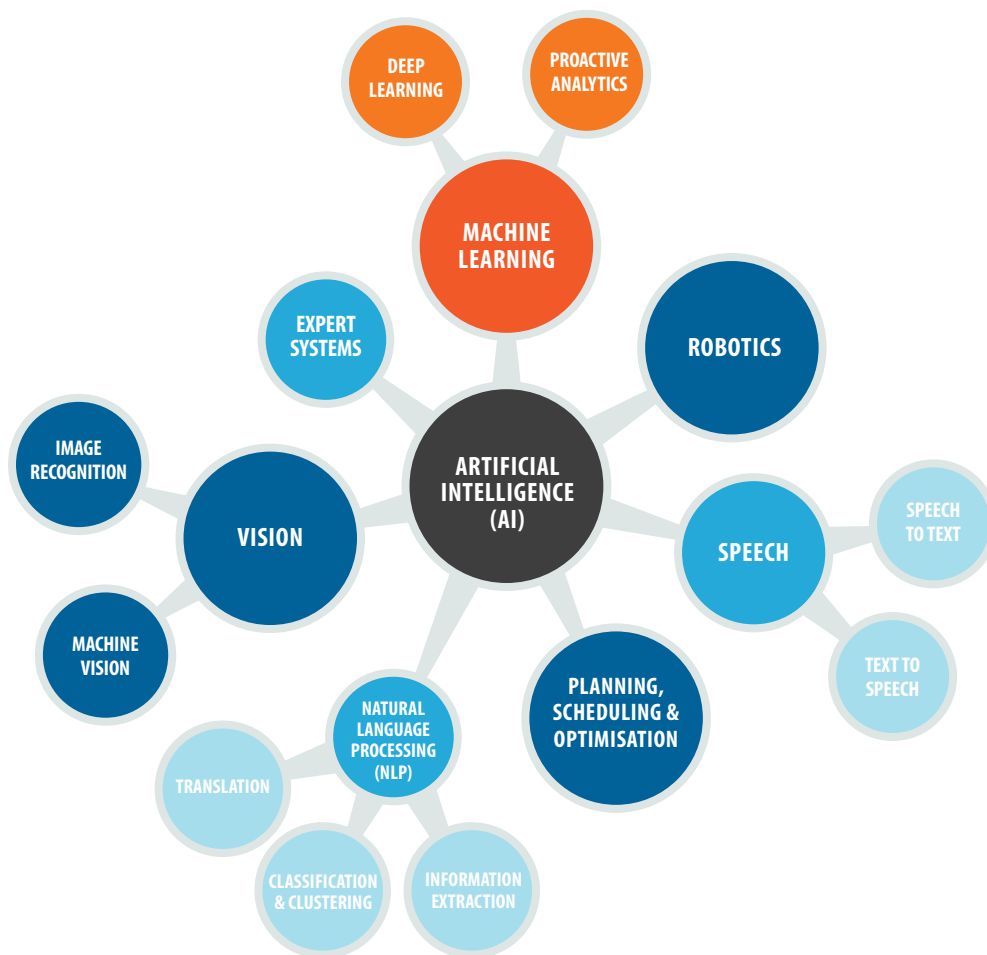 DEEP
LEARNING
PROACTIVE
ANALYTICS
MACHINE
LEARNING
EXPERT
SYSTEMS
ROBOTICS
IMAGE
RECOGNITION
ARTIFICIAL
INTELLIGENCE
(AI)
VISION
SPEECH
SPEECH
TO TEXT
MACHINE
VISION
TEXT TO
SPEECH
PLANNING,
SCHEDULING &
OPTIMISATION
NATURAL
LANGUAGE
PROCESSING
(NLP)
TRANSLATION
CLASSIFICATION
& CLUSTERING
INFORMATION
EXTRACTION